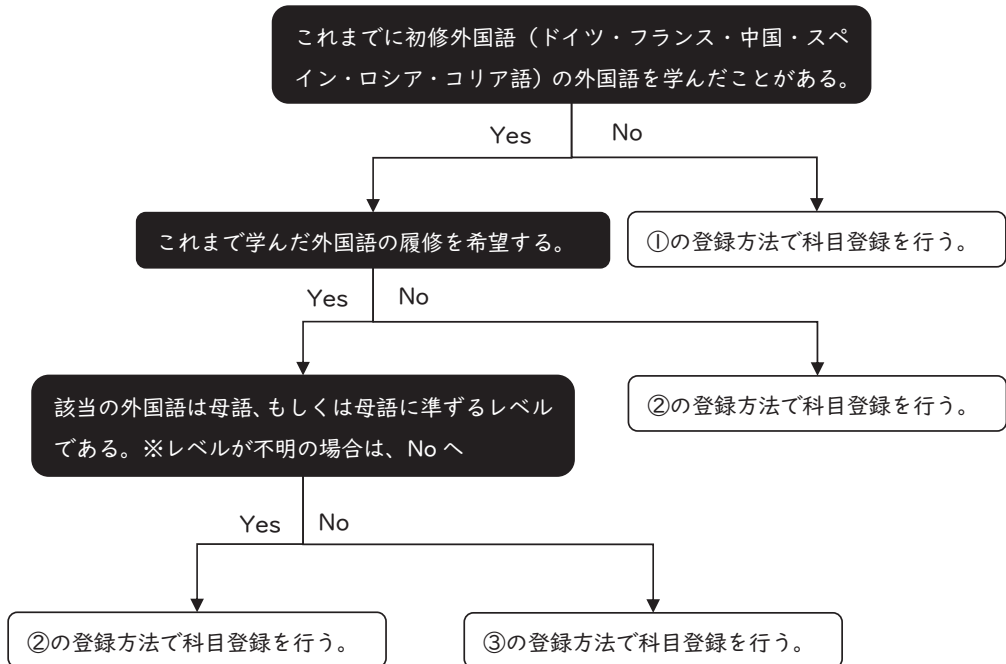 これまでに初修外国語（ドイツ・フランス・中国・スペ
イン・ロシア・コリア語）の外国語を学んだことがある。
Yes
No
これまで学んだ外国語の履修を希望する。
①の登録方法で科目登録を行う。
Yes
No
該当の外国語は母語、もしくは母語に準ずるレベル
である。※レベルが不明の場合は、No へ
②の登録方法で科目登録を行う。
Yes
No
②の登録方法で科目登録を行う。
③の登録方法で科目登録を行う。